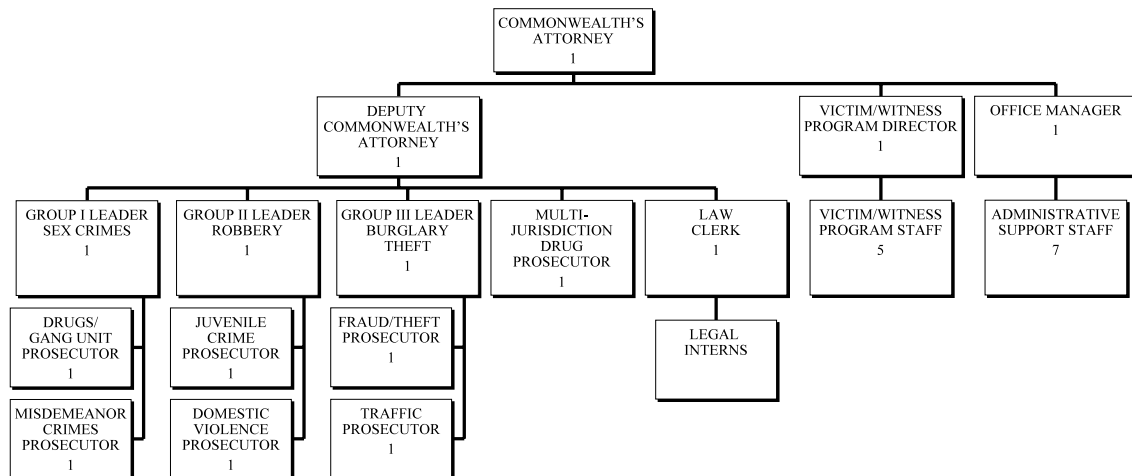 COMMONWEALTH'S
ATTORNEY
1
DEPUTY
COMMONWEALTH'S
ATTORNEY
1
VICTIM/WITNESS
PROGRAM DIRECTOR
1
OFFICE MANAGER
1
GROUP I LEADER
SEX CRIMES
1
GROUP II LEADER
ROBBERY
1
GROUP III LEADER
BURGLARY
THEFT
1
MULTI-
JURISDICTION
DRUG
PROSECUTOR
1
LAW
CLERK
1
VICTIM/WITNESS
PROGRAM STAFF
5
ADMINISTRATIVE
SUPPORT STAFF
7
DRUGS/
GANG UNIT
PROSECUTOR
1
JUVENILE
CRIME
PROSECUTOR
1
FRAUD/THEFT
PROSECUTOR
1
LEGAL
INTERNS
MISDEMEANOR
CRIMES
PROSECUTOR
1
DOMESTIC
VIOLENCE
PROSECUTOR
1
TRAFFIC
PROSECUTOR
1